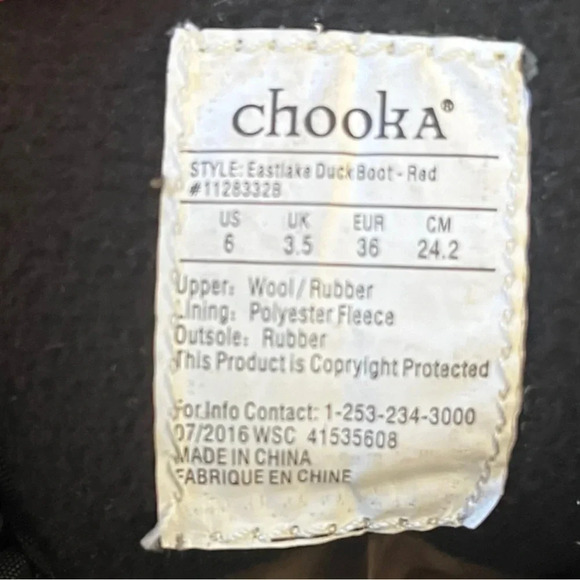 chooka®
STYLE: Eastlake Duck Boot - Red
#1128332B
US UK EUR CM
6 3.5 36 24.2
Upper: Wool/Rubber
Lining: Polyester Fleece
Outsole: Rubber
This Product is Copryight Protected
For Info Contact: 1-253-234-3000
07/2016 WSC 41535608
MADE IN CHINA
FABRIQUE EN CHINE